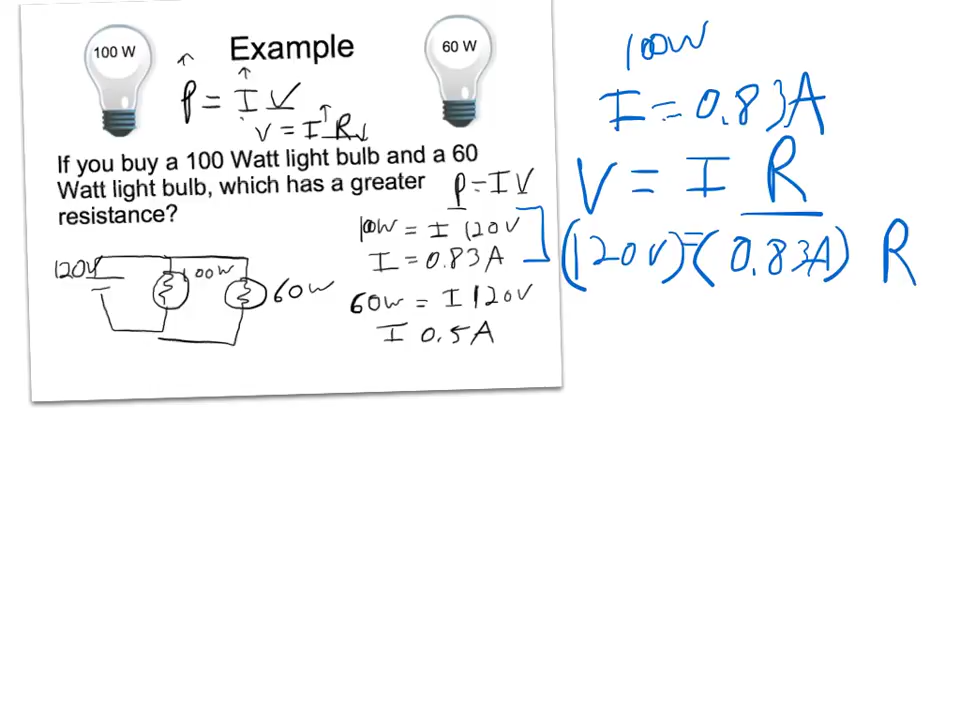 100 W
Example
60 W
P = I V
V = I R
If you buy a 100 Watt light bulb and a 60
Watt light bulb, which has a greater
resistance?
P = I V
100W = I 120V
I = 0.83A
120V
100W
60W
60W = I 120V
I 0.5A
100W
I = 0.83A
V = I R
(120V) = (0.83A) R